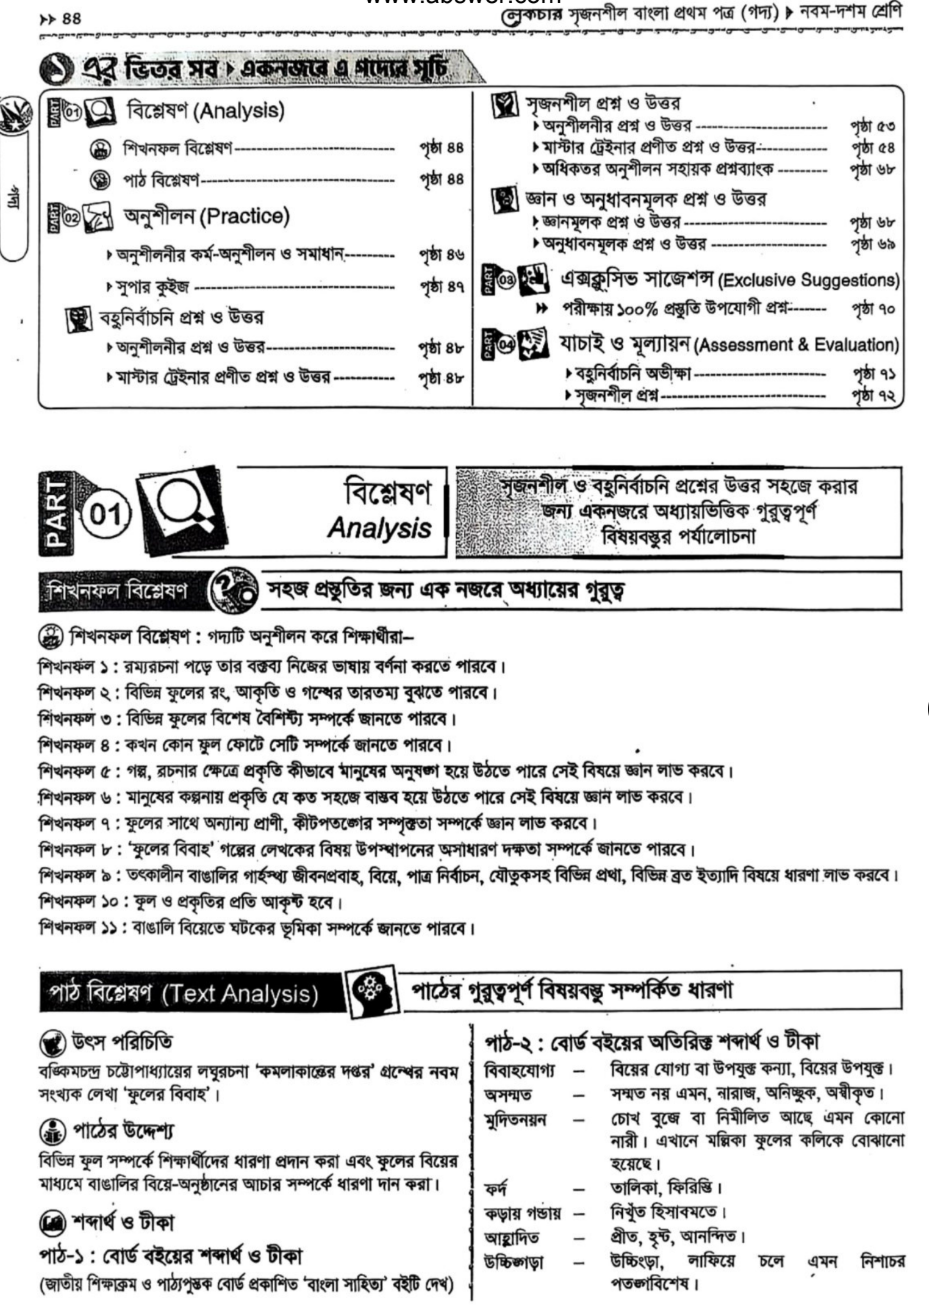 www.abswer.com
▸▸ ৪৪
লেকচার সৃজনশীল বাংলা প্রথম পত্র (গদ্য) ▸ নবম-দশম শ্রেণি
এর ভিতর সব ▸ একনজরে এ গদ্যের সূচি
গদ্য
PART 01 বিশ্লেষণ (Analysis)
শিখনফল বিশ্লেষণ-------------------------- পৃষ্ঠা ৪৪
পাঠ বিশ্লেষণ-------------------------------- পৃষ্ঠা ৪৪
PART 02 অনুশীলন (Practice)
▸ অনুশীলনীর কর্ম-অনুশীলন ও সমাধান--------- পৃষ্ঠা ৪৬
▸ সুপার কুইজ -------------------------------- পৃষ্ঠা ৪৭
বহুনির্বাচনি প্রশ্ন ও উত্তর
▸ অনুশীলনীর প্রশ্ন ও উত্তর--------------------- পৃষ্ঠা ৪৮
▸ মাস্টার ট্রেইনার প্রণীত প্রশ্ন ও উত্তর ----------- পৃষ্ঠা ৪৮
সৃজনশীল প্রশ্ন ও উত্তর
▸ অনুশীলনীর প্রশ্ন ও উত্তর ----------------------- পৃষ্ঠা ৫৩
▸ মাস্টার ট্রেইনার প্রণীত প্রশ্ন ও উত্তর------------ পৃষ্ঠা ৫৪
▸ অধিকতর অনুশীলন সহায়ক প্রশ্নব্যাংক --------- পৃষ্ঠা ৬৮
জ্ঞান ও অনুধাবনমূলক প্রশ্ন ও উত্তর
▸ জ্ঞানমূলক প্রশ্ন ও উত্তর ------------------------- পৃষ্ঠা ৬৮
▸ অনুধাবনমূলক প্রশ্ন ও উত্তর -------------------- পৃষ্ঠা ৬৯
PART 03 এক্সক্লুসিভ সাজেশন্স (Exclusive Suggestions)
▸▸ পরীক্ষায় ১০০% প্রস্তুতি উপযোগী প্রশ্ন------- পৃষ্ঠা ৭০
PART 04 যাচাই ও মূল্যায়ন (Assessment & Evaluation)
▸ বহুনির্বাচনি অভীক্ষা ----------------------- পৃষ্ঠা ৭১
▸ সৃজনশীল প্রশ্ন ----------------------------- পৃষ্ঠা ৭২
PART 01
বিশ্লেষণ
Analysis
সৃজনশীল ও বহুনির্বাচনি প্রশ্নের উত্তর সহজে করার
জন্য একনজরে অধ্যায়ভিত্তিক গুরুত্বপূর্ণ
বিষয়বস্তুর পর্যালোচনা
শিখনফল বিশ্লেষণ সহজ প্রস্তুতির জন্য এক নজরে অধ্যায়ের গুরুত্ব
শিখনফল বিশ্লেষণ : গদ্যটি অনুশীলন করে শিক্ষার্থীরা–
শিখনফল ১ : রম্যরচনা পড়ে তার বক্তব্য নিজের ভাষায় বর্ণনা করতে পারবে।
শিখনফল ২ : বিভিন্ন ফুলের রং, আকৃতি ও গন্ধের তারতম্য বুঝতে পারবে।
শিখনফল ৩ : বিভিন্ন ফুলের বিশেষ বৈশিষ্ট্য সম্পর্কে জানতে পারবে।
শিখনফল ৪ : কখন কোন ফুল ফোটে সেটি সম্পর্কে জানতে পারবে।
শিখনফল ৫ : গল্প, রচনার ক্ষেত্রে প্রকৃতি কীভাবে মানুষের অনুষঙ্গ হয়ে উঠতে পারে সেই বিষয়ে জ্ঞান লাভ করবে।
শিখনফল ৬ : মানুষের কল্পনায় প্রকৃতি যে কত সহজে বাস্তব হয়ে উঠতে পারে সেই বিষয়ে জ্ঞান লাভ করবে।
শিখনফল ৭ : ফুলের সাথে অন্যান্য প্রাণী, কীটপতঙ্গের সম্পৃক্ততা সম্পর্কে জ্ঞান লাভ করবে।
শিখনফল ৮ : ‘ফুলের বিবাহ’ গল্পের লেখকের বিষয় উপস্থাপনের অসাধারণ দক্ষতা সম্পর্কে জানতে পারবে।
শিখনফল ৯ : তৎকালীন বাঙালির গার্হস্থ্য জীবনপ্রবাহ, বিয়ে, পাত্র নির্বাচন, যৌতুকসহ বিভিন্ন প্রথা, বিভিন্ন ব্রত ইত্যাদি বিষয়ে ধারণা লাভ করবে।
শিখনফল ১০ : ফুল ও প্রকৃতির প্রতি আকৃষ্ট হবে।
শিখনফল ১১ : বাঙালি বিয়েতে ঘটকের ভূমিকা সম্পর্কে জানতে পারবে।
পাঠ বিশ্লেষণ (Text Analysis) পাঠের গুরুত্বপূর্ণ বিষয়বস্তু সম্পর্কিত ধারণা
উৎস পরিচিতি
বঙ্কিমচন্দ্র চট্টোপাধ্যায়ের লঘুরচনা ‘কমলাকান্তের দপ্তর’ গ্রন্থের নবম
সংখ্যক লেখা ‘ফুলের বিবাহ’।
পাঠের উদ্দেশ্য
বিভিন্ন ফুল সম্পর্কে শিক্ষার্থীদের ধারণা প্রদান করা এবং ফুলের বিয়ের
মাধ্যমে বাঙালির বিয়ে-অনুষ্ঠানের আচার সম্পর্কে ধারণা দান করা।
শব্দার্থ ও টীকা
পাঠ-১ : বোর্ড বইয়ের শব্দার্থ ও টীকা
(জাতীয় শিক্ষাক্রম ও পাঠ্যপুস্তক বোর্ড প্রকাশিত ‘বাংলা সাহিত্য’ বইটি দেখ)
পাঠ-২ : বোর্ড বইয়ের অতিরিক্ত শব্দার্থ ও টীকা
বিবাহযোগ্য – বিয়ের যোগ্য বা উপযুক্ত কন্যা, বিয়ের উপযুক্ত।
অসম্মত – সম্মত নয় এমন, নারাজ, অনিচ্ছুক, অস্বীকৃত।
মুদিতনয়ন – চোখ বুজে বা নিমীলিত আছে এমন কোনো
নারী। এখানে মল্লিকা ফুলের কলিকে বোঝানো
হয়েছে।
ফর্দ – তালিকা, ফিরিস্তি।
কড়ায় গন্ডায় – নিখুঁত হিসাবমতে।
আহ্লাদিত – প্রীত, হৃষ্ট, আনন্দিত।
উচ্চিঙ্গড়া – উচ্চিংড়া, লাফিয়ে চলে এমন নিশাচর
পতঙ্গবিশেষ।